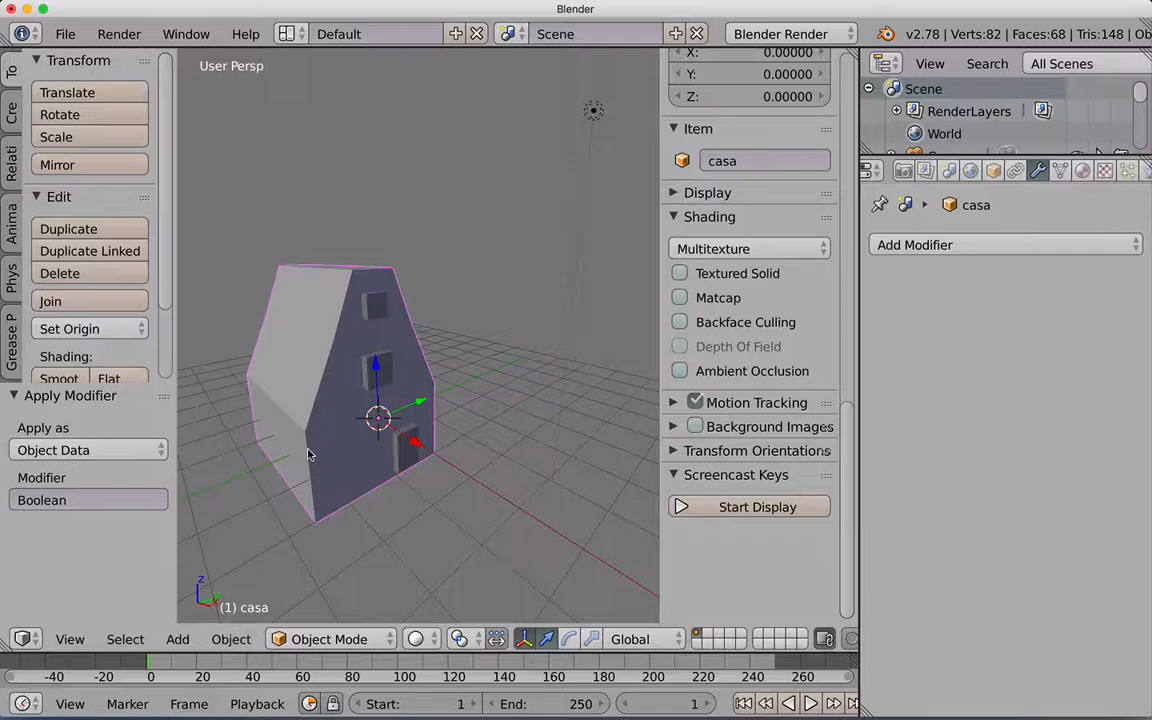 Blender
File Render Window Help Default Scene Blender Render v2.78 | Verts:82 | Faces:68 | Tris:148 | Ob
Transform
Translate
Rotate
Scale
Mirror
Edit
Duplicate
Duplicate Linked
Delete
Join
Set Origin
Shading:
Smoot Flat
Apply Modifier
Apply as
Object Data
Modifier
Boolean
To
Cre
Relati
Anima
Phys
Grease P
User Persp
z
(1) casa
X: 0.00000
Y: 0.00000
Z: 0.00000
Item
casa
Display
Shading
Multitexture
Textured Solid
Matcap
Backface Culling
Depth Of Field
Ambient Occlusion
Motion Tracking
Background Images
Transform Orientations
Screencast Keys
Start Display
View Search All Scenes
Scene
RenderLayers
World
casa
Add Modifier
View Select Add Object Object Mode Global
-40 -20 0 20 40 60 80 100 120 140 160 180 200 220 240 260
View Marker Frame Playback Start: 1 End: 250 1